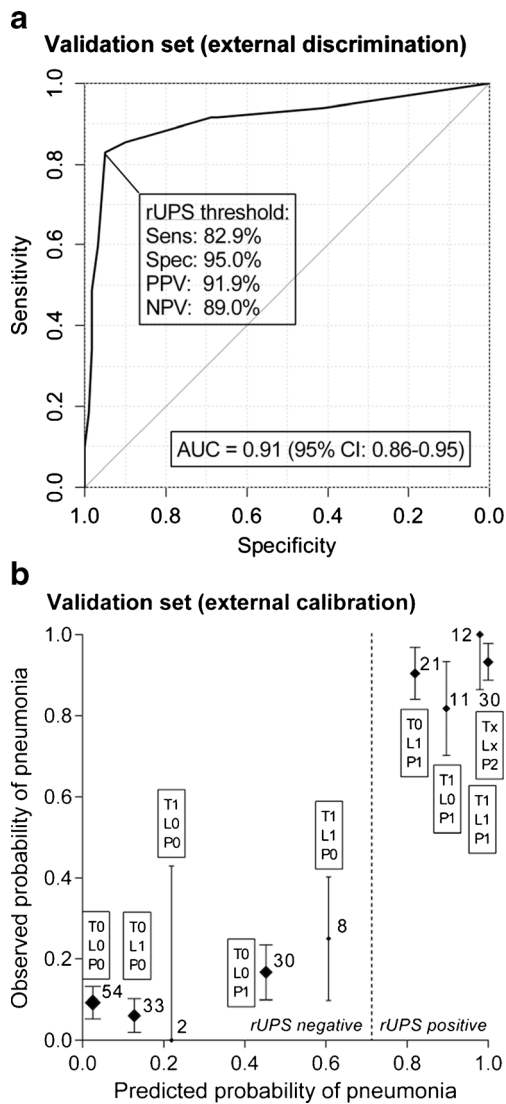 a
Validation set (external discrimination)
Sensitivity
1.0
0.8
0.6
0.4
0.2
0.0
rUPS threshold:
Sens: 82.9%
Spec: 95.0%
PPV: 91.9%
NPV: 89.0%
AUC = 0.91 (95% CI: 0.86-0.95)
1.0 0.8 0.6 0.4 0.2 0.0
Specificity
b
Validation set (external calibration)
Observed probability of pneumonia
1.0
0.8
0.6
0.4
0.2
0.0
T0
L0
P0
54
T0
L1
P0
33
T1
L0
P0
2
T0
L0
P1
30
T1
L1
P0
8
T0
L1
P1
21
T1
L0
P1
11
12
T1
L1
P1
30
Tx
Lx
P2
rUPS negative
rUPS positive
0.0 0.2 0.4 0.6 0.8 1.0
Predicted probability of pneumonia